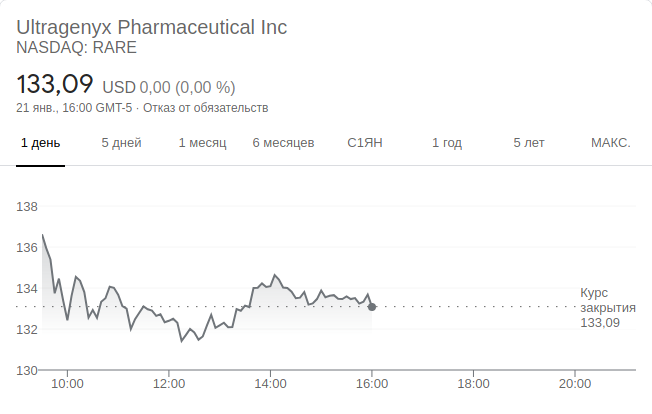 Ultragenyx Pharmaceutical Inc
NASDAQ: RARE
133,09 USD 0,00 (0,00 %)
21 янв., 16:00 GMT-5 · Отказ от обязательств
1 день 5 дней 1 месяц 6 месяцев С1ЯН 1 год 5 лет МАКС.
138
136
134
132
130
Курс
закрытия
133,09
10:00 12:00 14:00 16:00 18:00 20:00